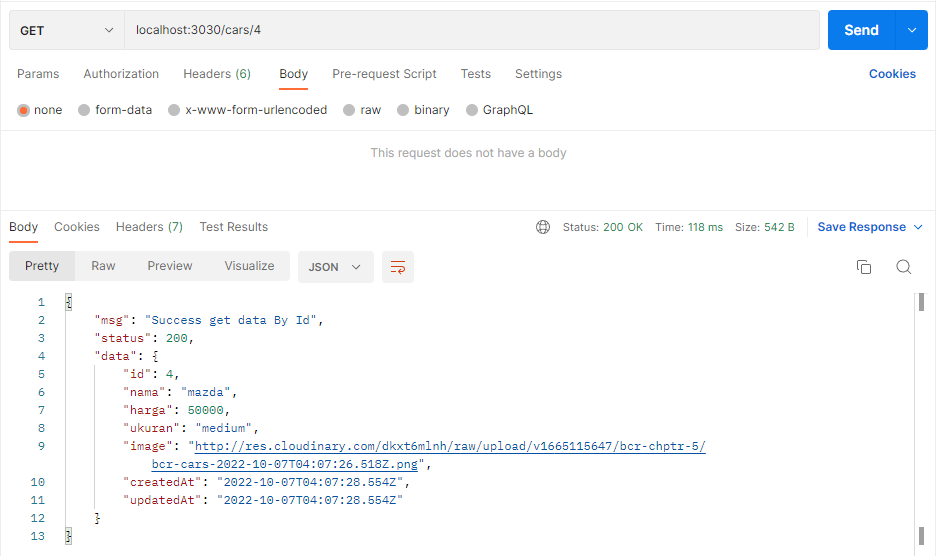 GET localhost:3030/cars/4 Send
Params Authorization Headers (6) Body Pre-request Script Tests Settings Cookies
none form-data x-www-form-urlencoded raw binary GraphQL
This request does not have a body
Body Cookies Headers (7) Test Results Status: 200 OK Time: 118 ms Size: 542 B Save Response
Pretty Raw Preview Visualize JSON
1 {
2 "msg": "Success get data By Id",
3 "status": 200,
4 "data": {
5 "id": 4,
6 "nama": "mazda",
7 "harga": 50000,
8 "ukuran": "medium",
9 "image": "http://res.cloudinary.com/dkxt6mlnh/raw/upload/v1665115647/bcr-chptr-5/
bcr-cars-2022-10-07T04:07:26.518Z.png",
10 "createdAt": "2022-10-07T04:07:28.554Z",
11 "updatedAt": "2022-10-07T04:07:28.554Z"
12 }
13 }